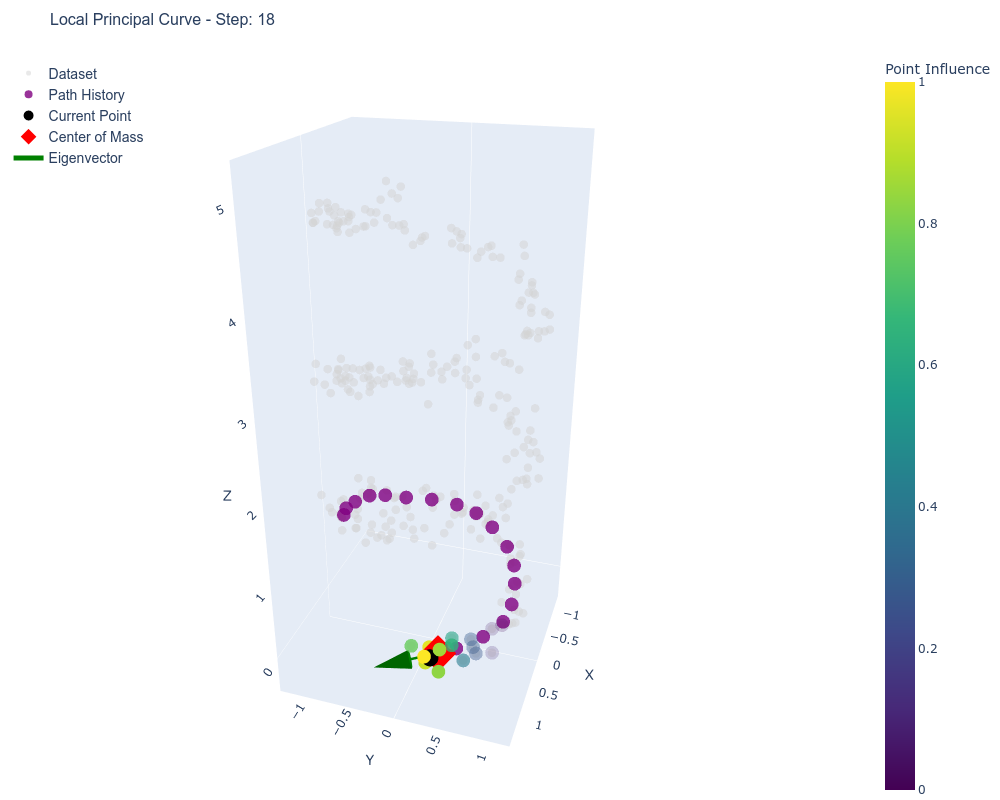 Local Principal Curve - Step: 18
Dataset
Path History
Current Point
Center of Mass
Eigenvector
Point Influence
1
0.8
0.6
0.4
0.2
0
5
4
3
2
1
0
Z
−1
−0.5
0
0.5
1
Y
−1
−0.5
0
0.5
1
X